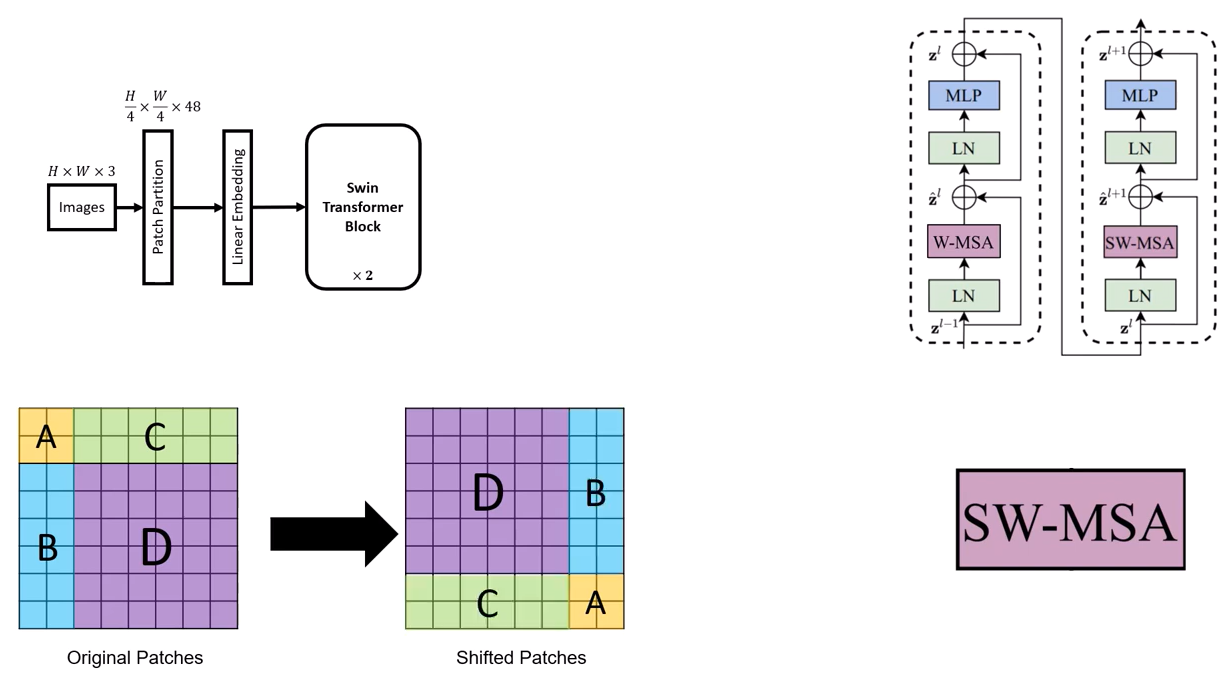 H/4 × W/4 × 48
H × W × 3
Images
Patch Partition
Linear Embedding
Swin
Transformer
Block
× 2
z^l
MLP
LN
ẑ^l
W-MSA
LN
z^{l-1}
z^{l+1}
MLP
LN
ẑ^{l+1}
SW-MSA
LN
z^l
A
C
B
D
Original Patches
D
B
C
A
Shifted Patches
SW-MSA